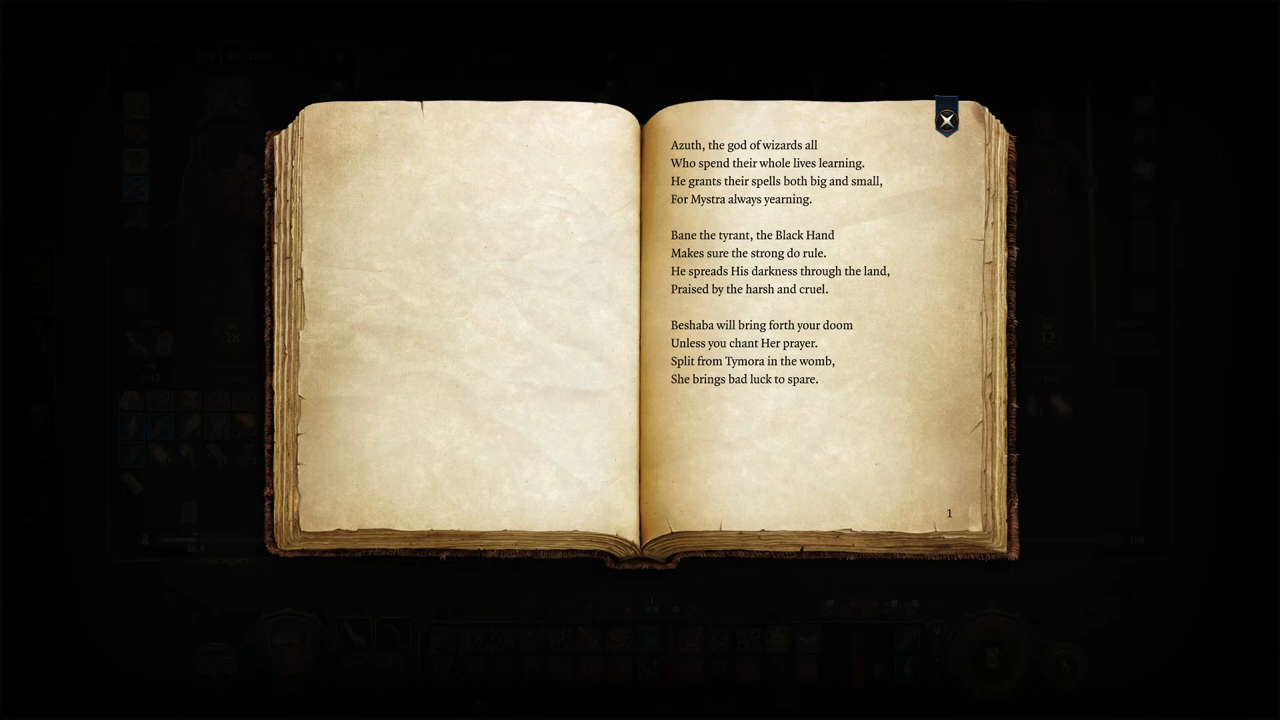 Azuth, the god of wizards all
Who spend their whole lives learning.
He grants their spells both big and small,
For Mystra always yearning.
Bane the tyrant, the Black Hand
Makes sure the strong do rule.
He spreads His darkness through the land,
Praised by the harsh and cruel.
Beshaba will bring forth your doom
Unless you chant Her prayer.
Split from Tymora in the womb,
She brings bad luck to spare.
1
18
12